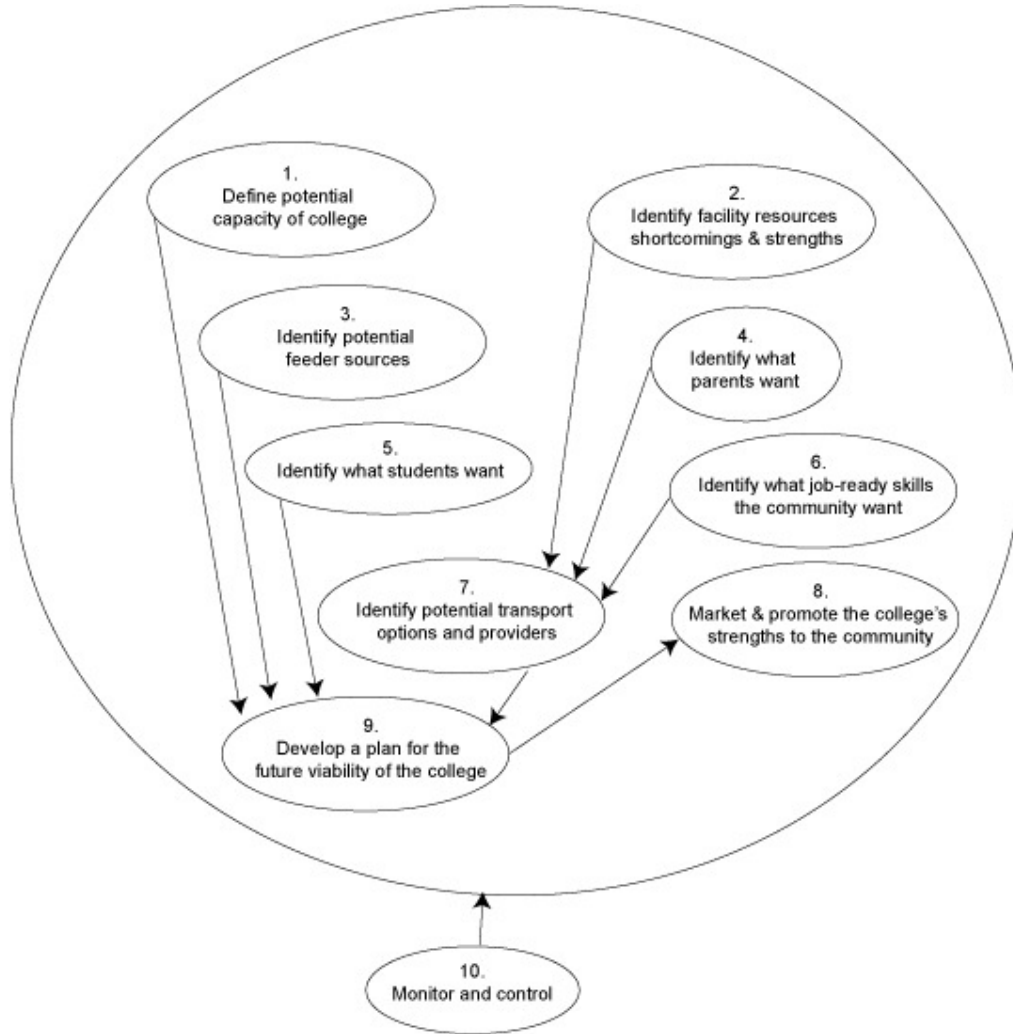 1.
Define potential
capacity of college
2.
Identify facility resources
shortcomings & strengths
3.
Identify potential
feeder sources
4.
Identify what
parents want
5.
Identify what students want
6.
Identify what job-ready skills
the community want
7.
Identify potential transport
options and providers
8.
Market & promote the college's
strengths to the community
9.
Develop a plan for the
future viability of the college
10.
Monitor and control